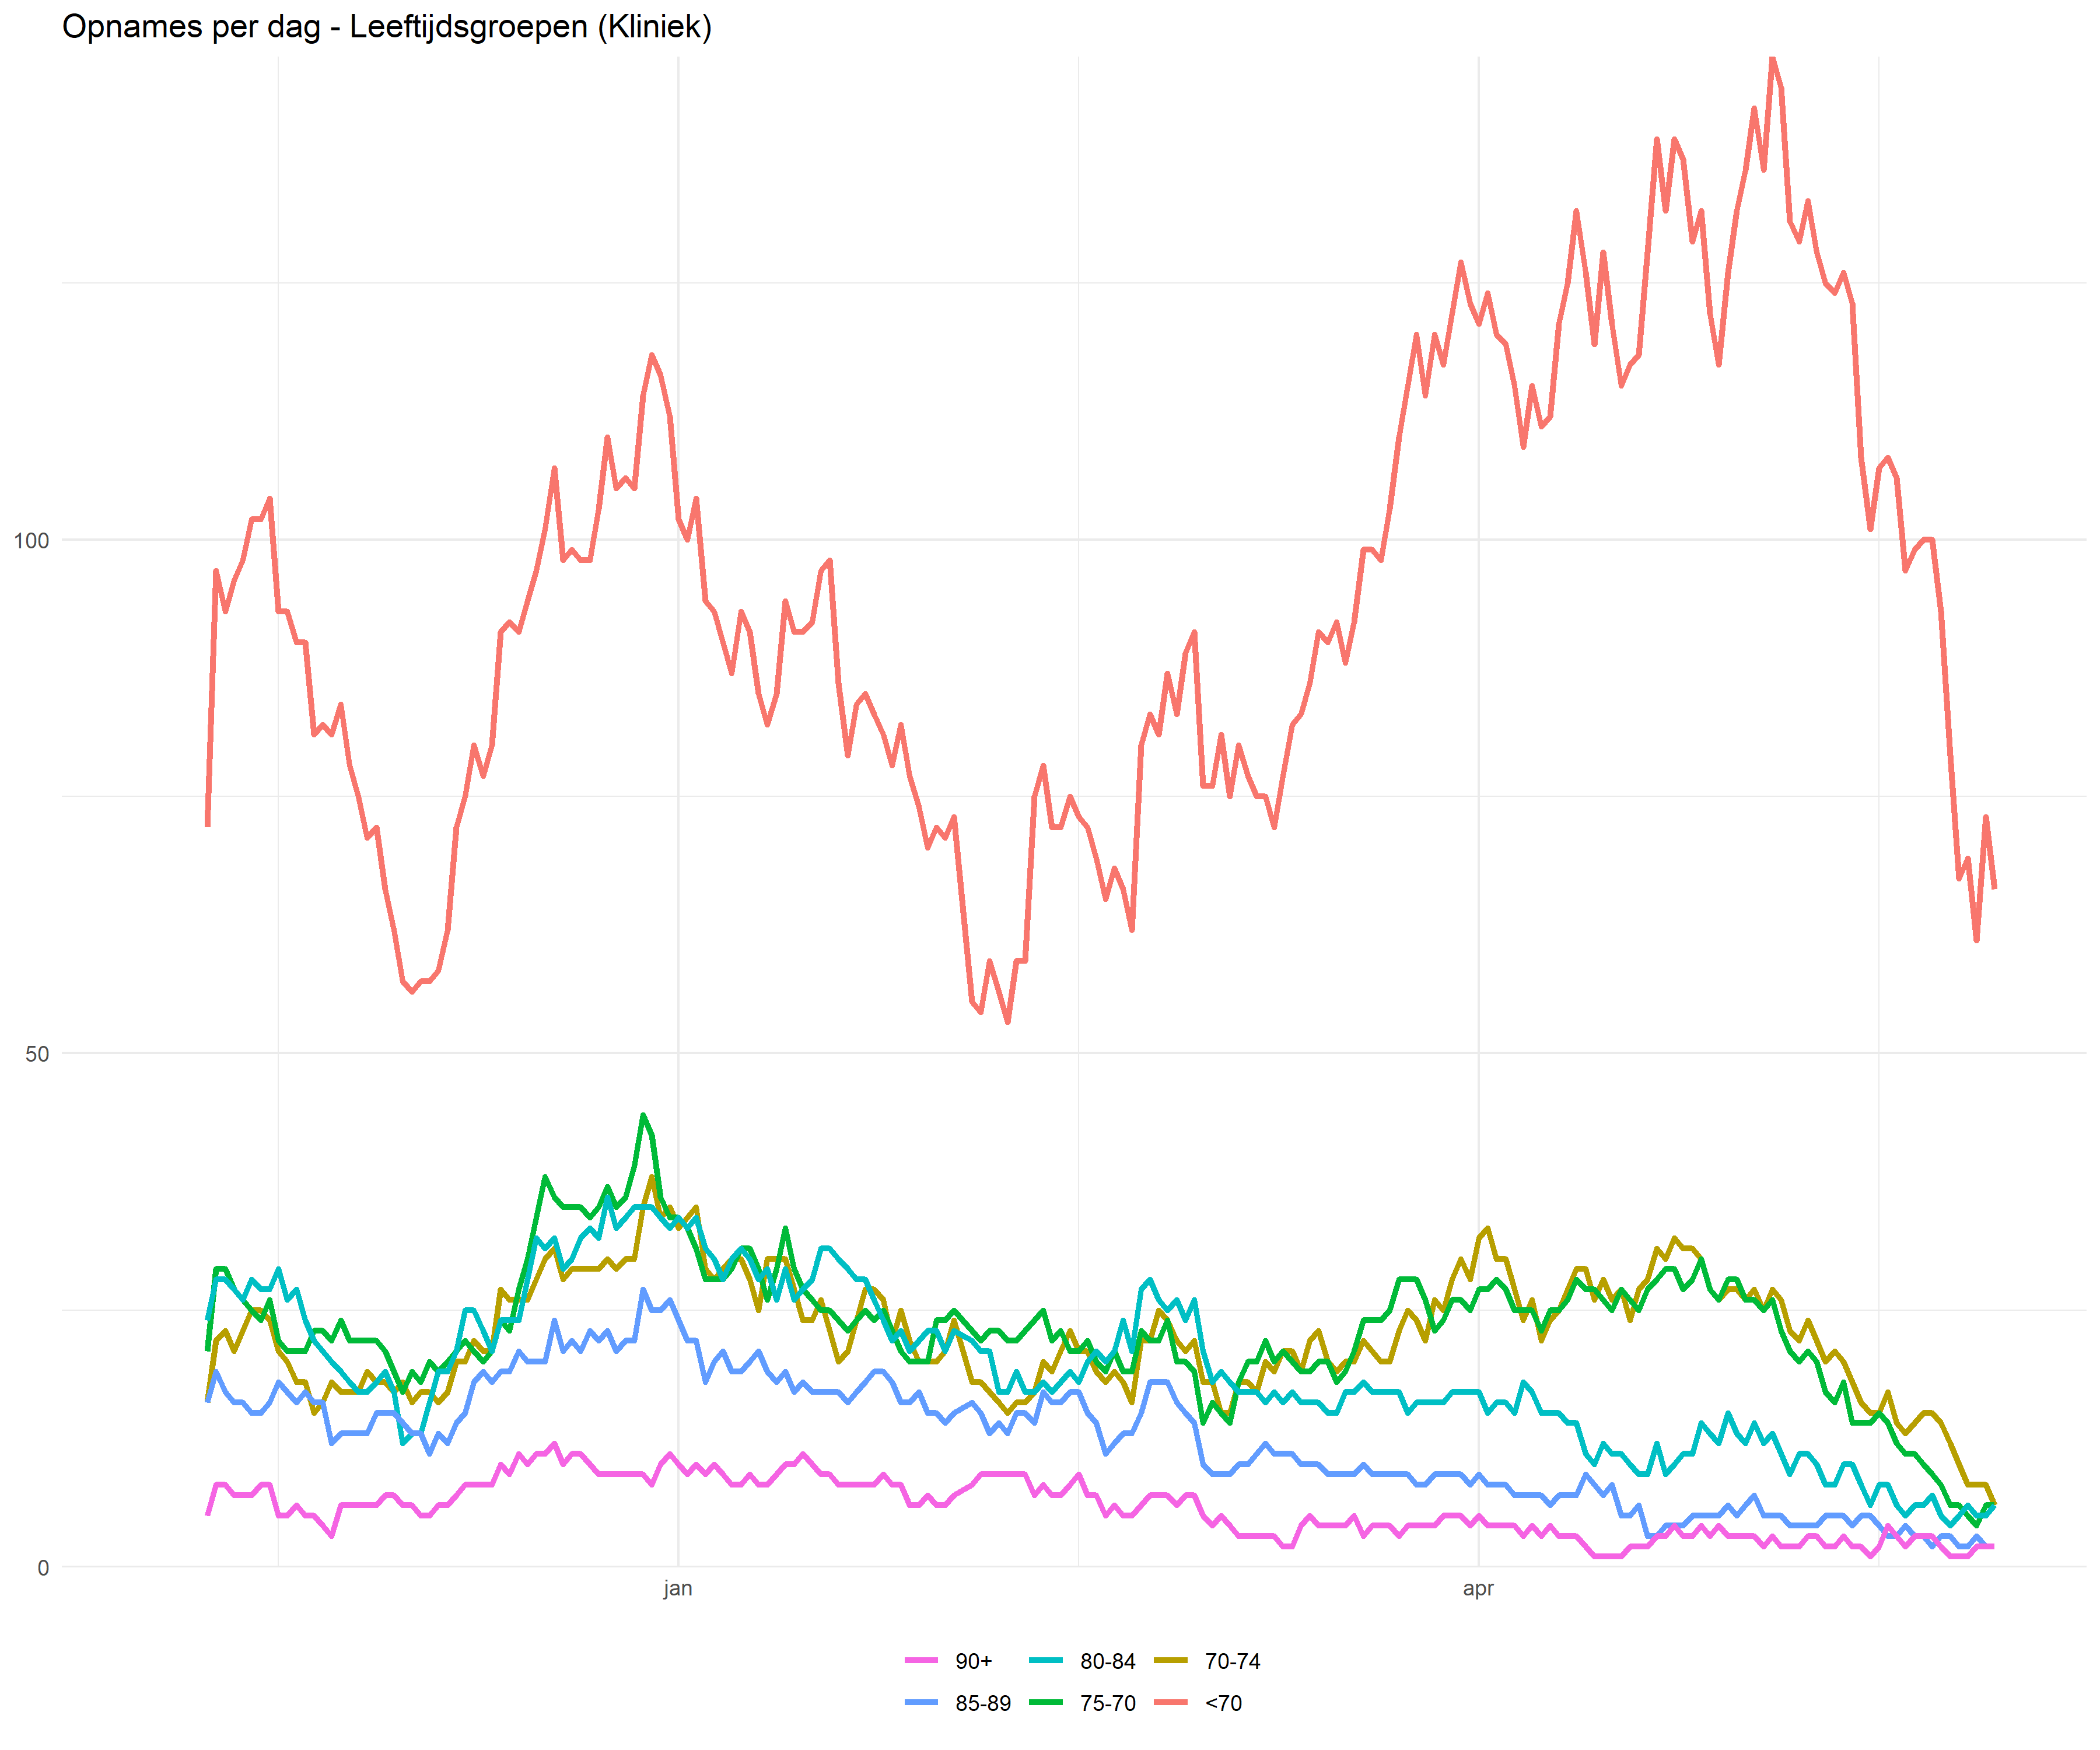 Opnames per dag - Leeftijdsgroepen (Kliniek)
100
50
0
jan apr
90+ 80-84 70-74
85-89 75-70 <70